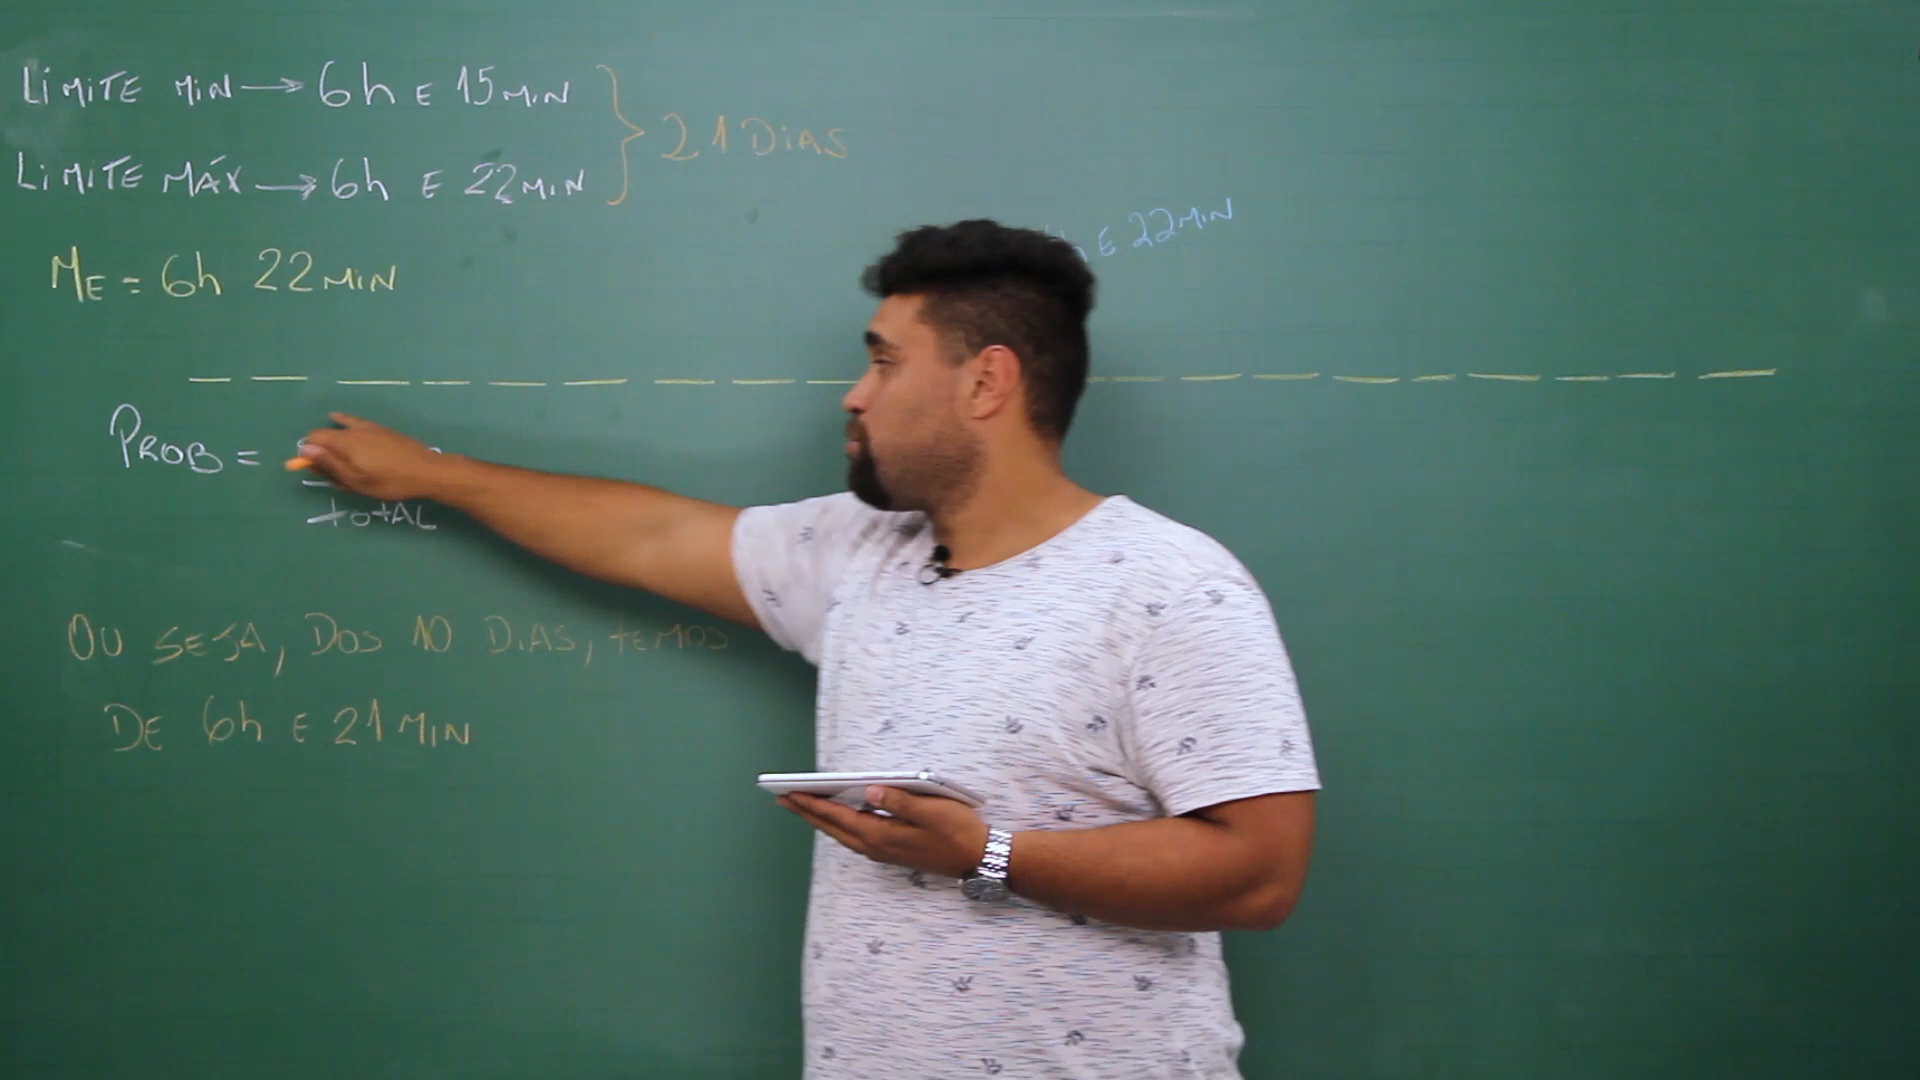 LIMITE MIN → 6h E 15MIN
LIMITE MÁX → 6h E 22MIN
21 DIAS
E 22MIN
ME = 6h 22MIN
PROB =
total
OU SEJA, DOS 10 DIAS, TEMOS
DE 6h E 21MIN